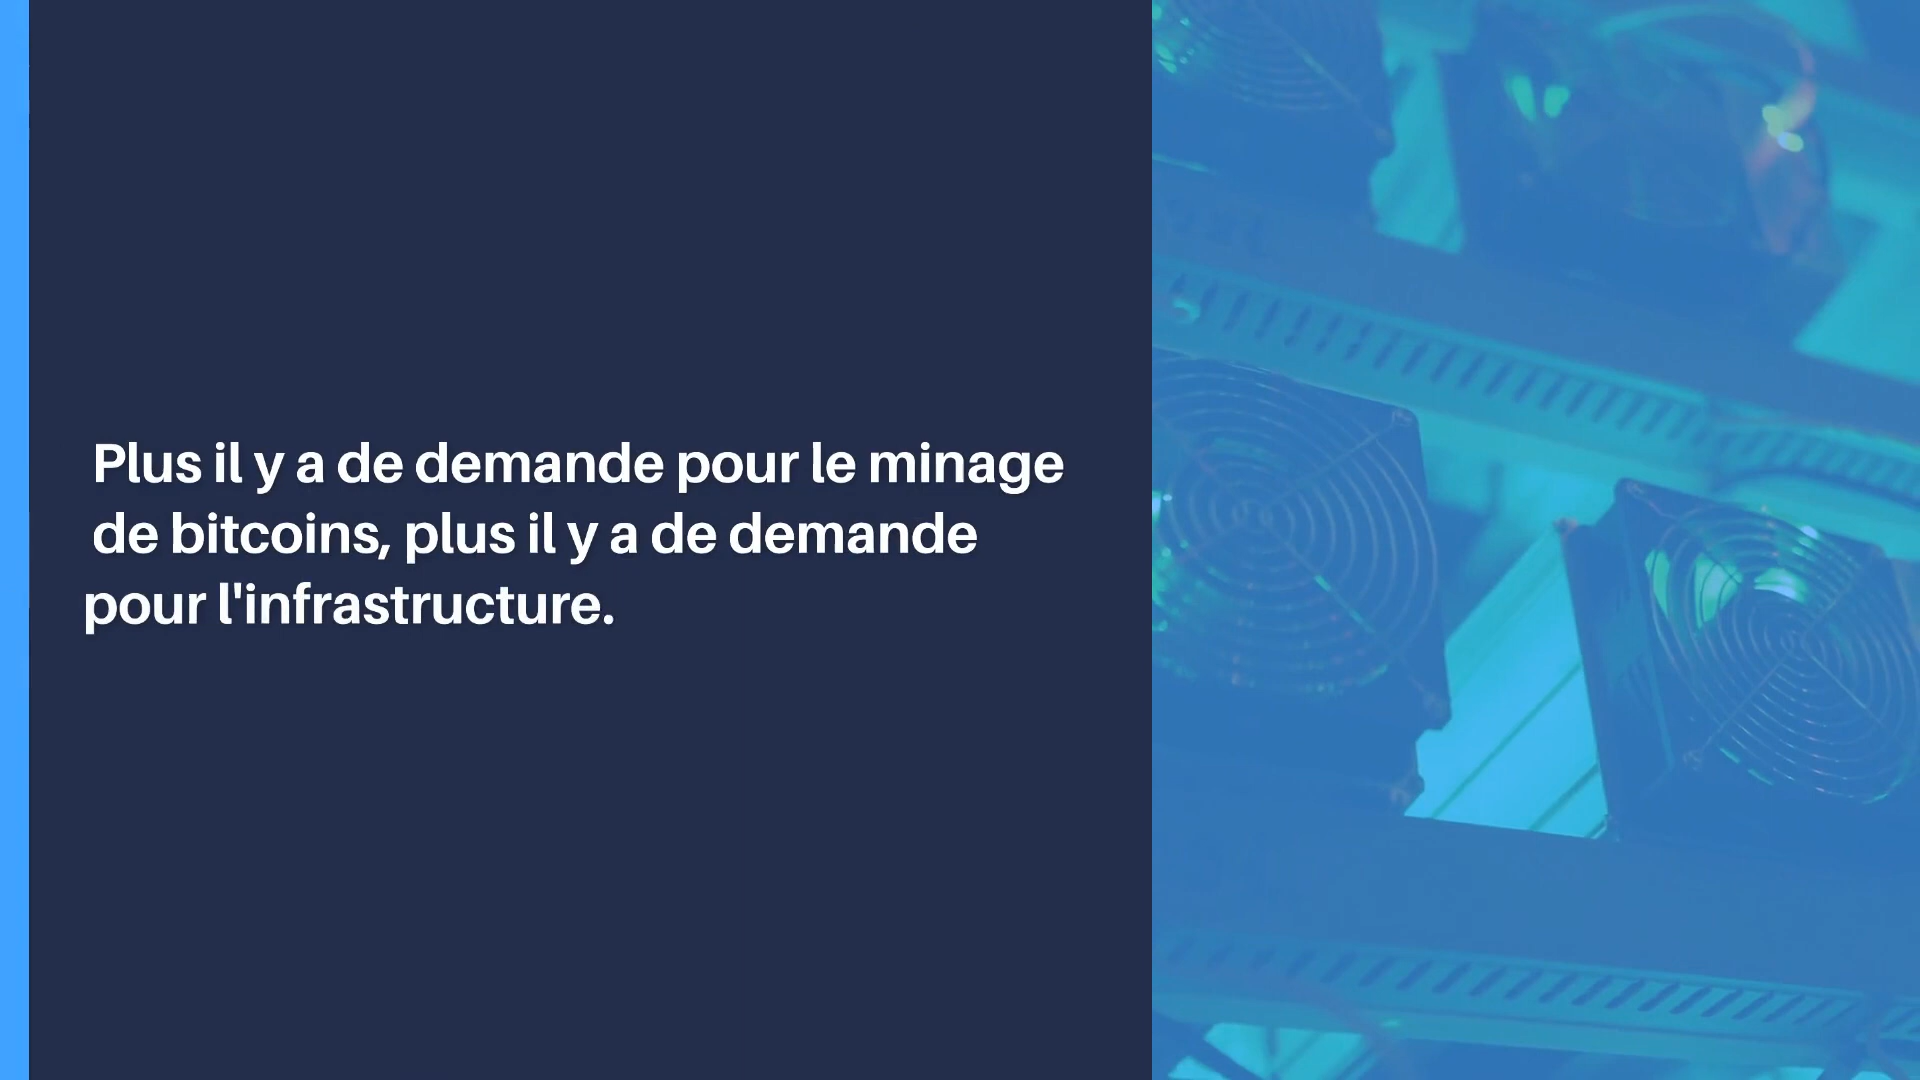 Plus il y a de demande pour le minage
de bitcoins, plus il y a de demande
pour l'infrastructure.